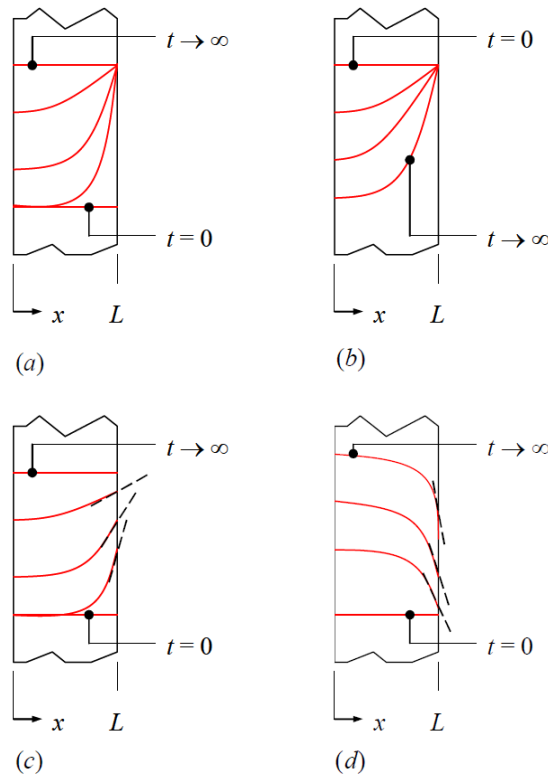 t → ∞
t = 0
x
L
(a)
t = 0
t → ∞
x
L
(b)
t → ∞
t = 0
x
L
(c)
t → ∞
t = 0
x
L
(d)